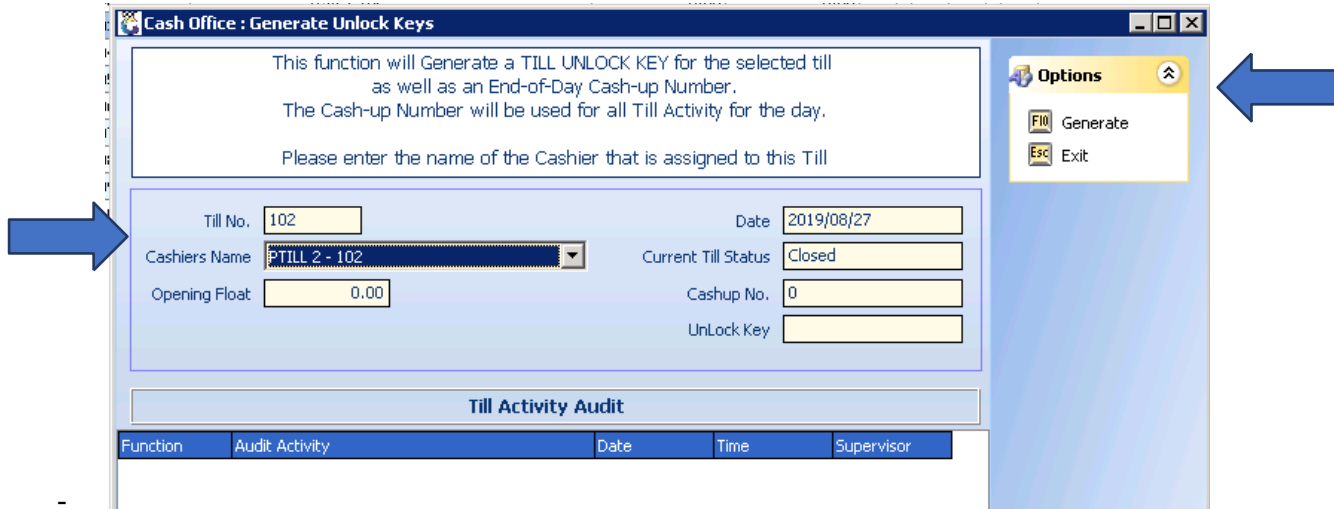 Cash Office : Generate Unlock Keys
This function will Generate a TILL UNLOCK KEY for the selected till
as well as an End-of-Day Cash-up Number.
The Cash-up Number will be used for all Till Activity for the day.
Please enter the name of the Cashier that is assigned to this Till
Options
F10 Generate
Esc Exit
Till No. 102 Date 2019/08/27
Cashiers Name PTILL 2 - 102 Current Till Status Closed
Opening Float 0.00 Cashup No. 0
UnLock Key
Till Activity Audit
Function Audit Activity Date Time Supervisor
-